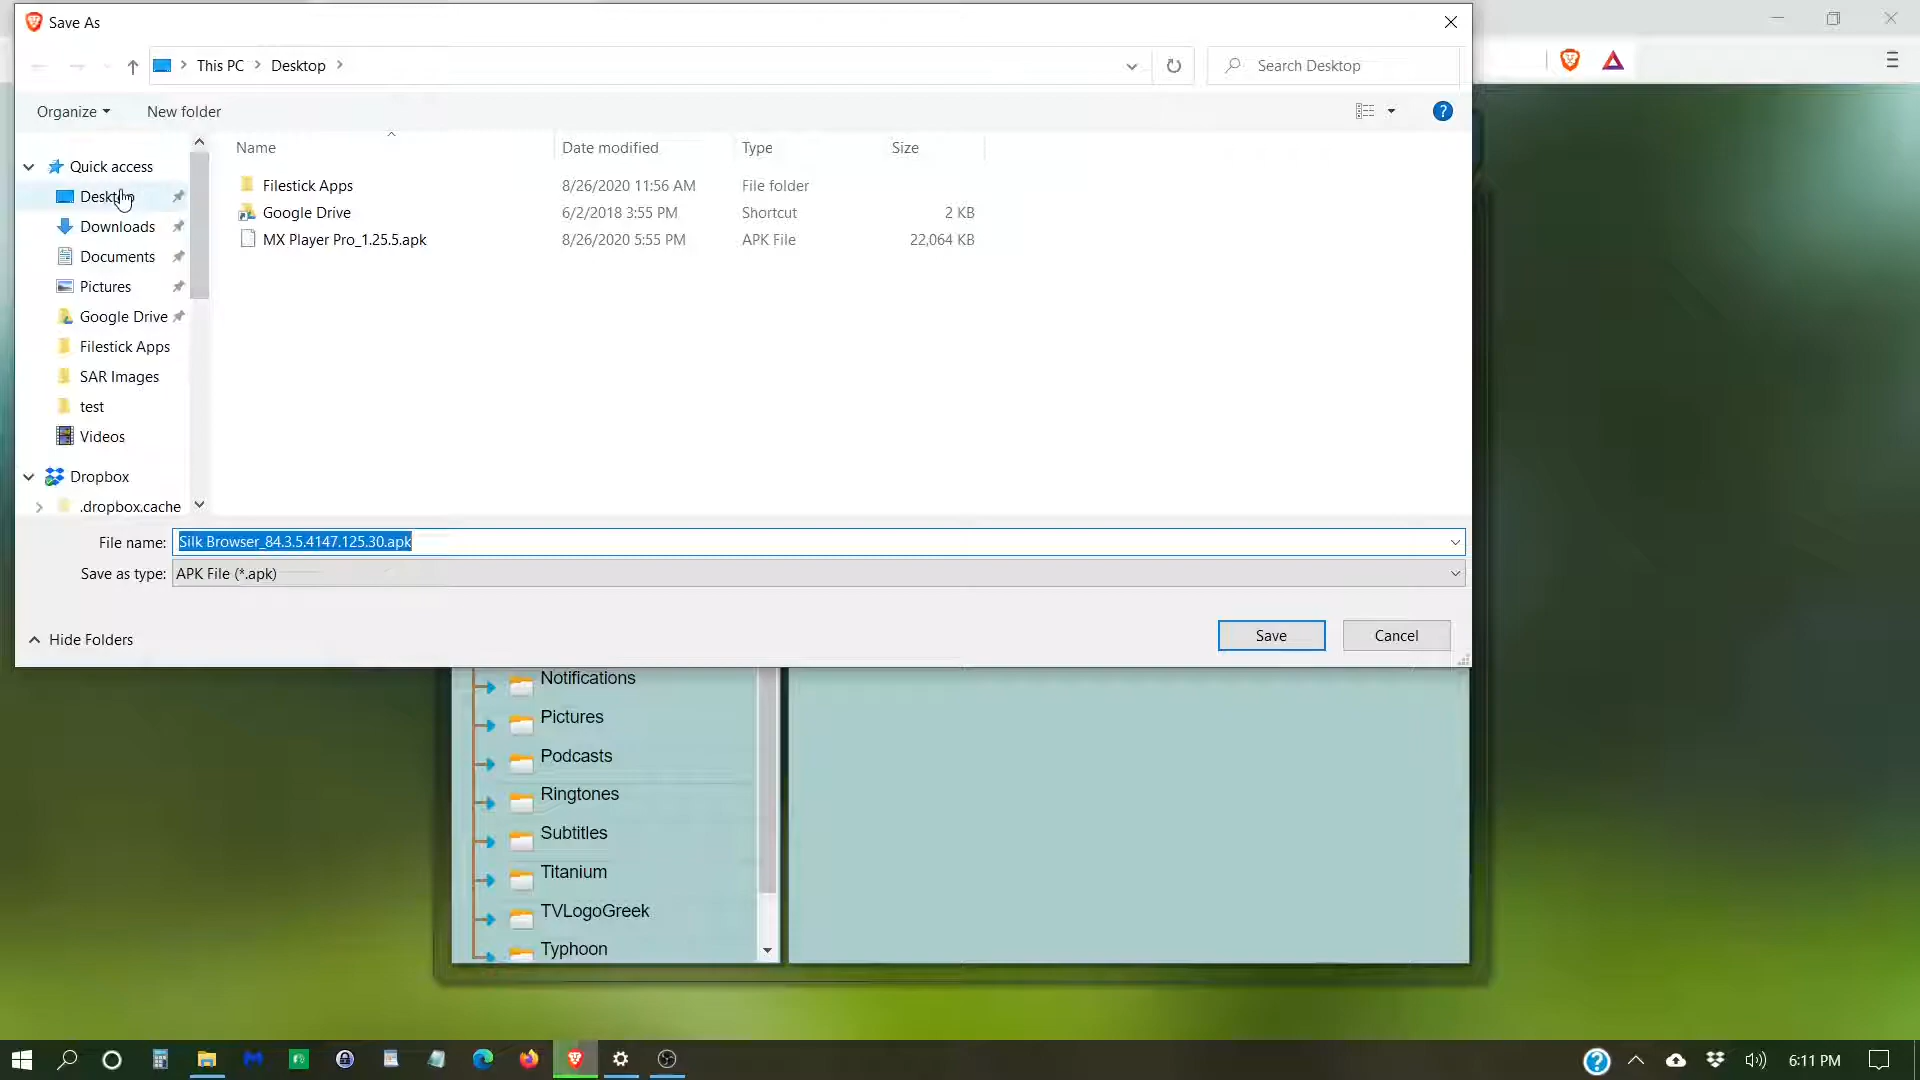 Save As
This PC > Desktop >
Search Desktop
Organize
New folder
Name
Date modified
Type
Size
Quick access
Desktop
Downloads
Documents
Pictures
Google Drive
Filestick Apps
SAR Images
test
Videos
Dropbox
.dropbox.cache
Filestick Apps 8/26/2020 11:56 AM File folder
Google Drive 6/2/2018 3:55 PM Shortcut 2 KB
MX Player Pro_1.25.5.apk 8/26/2020 5:55 PM APK File 22,064 KB
File name: Silk Browser_84.3.5.4147.125.30.apk
Save as type: APK File (*.apk)
Hide Folders
Save
Cancel
Notifications
Pictures
Podcasts
Ringtones
Subtitles
Titanium
TVLogoGreek
Typhoon
6:11 PM